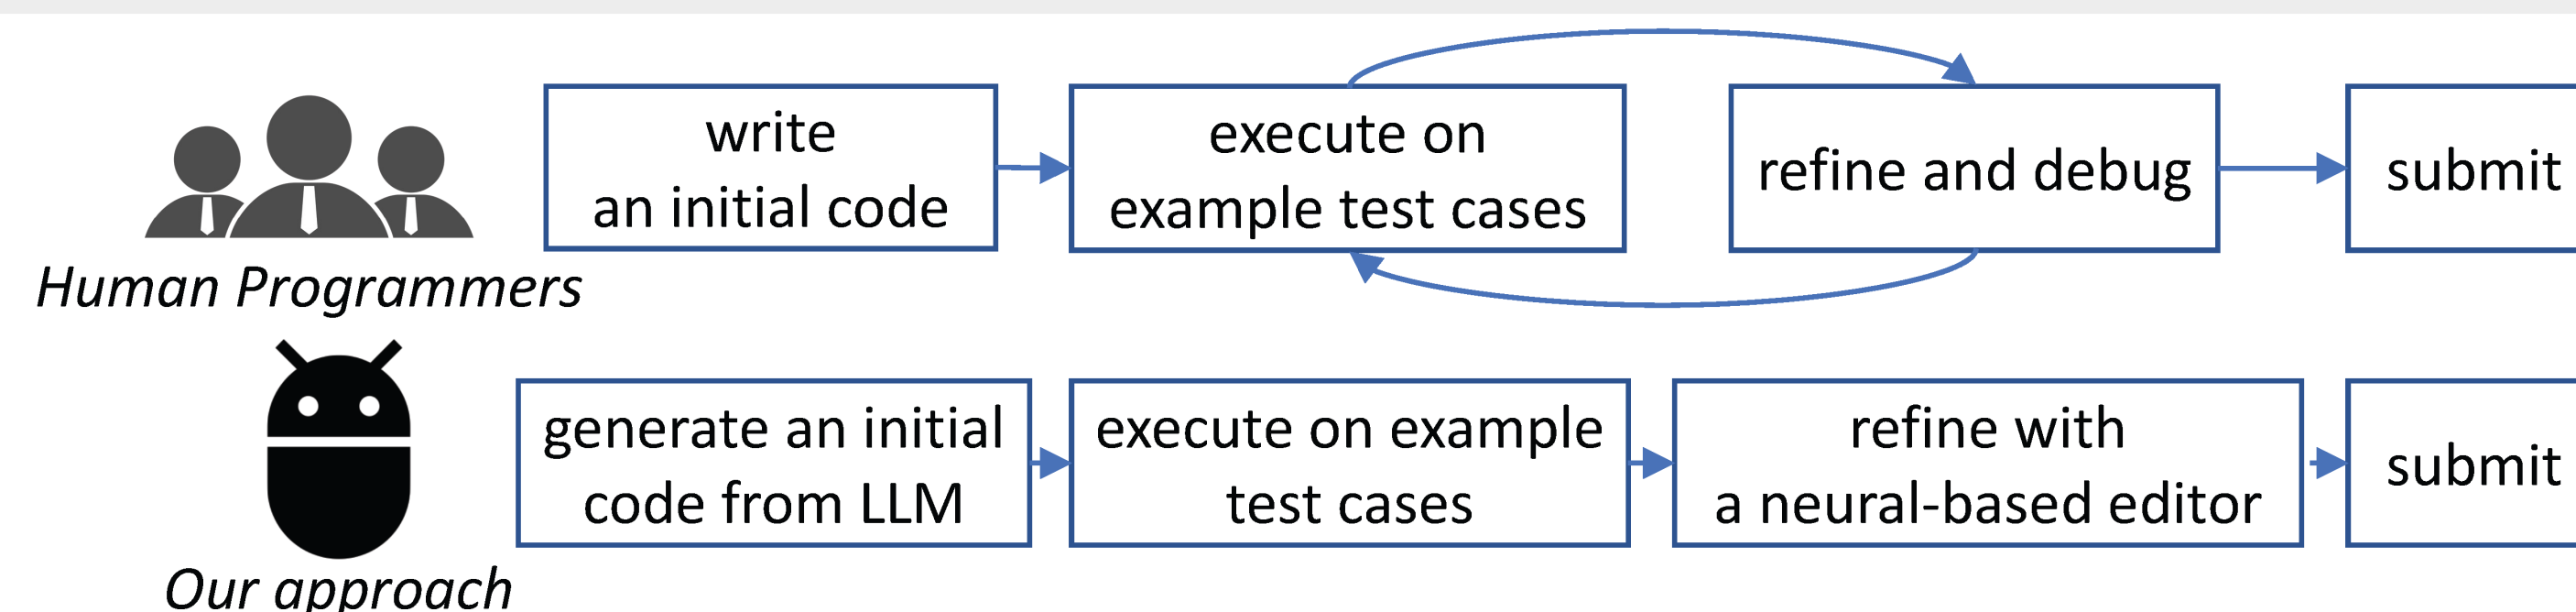 write
an initial code
execute on
example test cases
refine and debug
submit
Human Programmers
generate an initial
code from LLM
execute on example
test cases
refine with
a neural-based editor
submit
Our approach